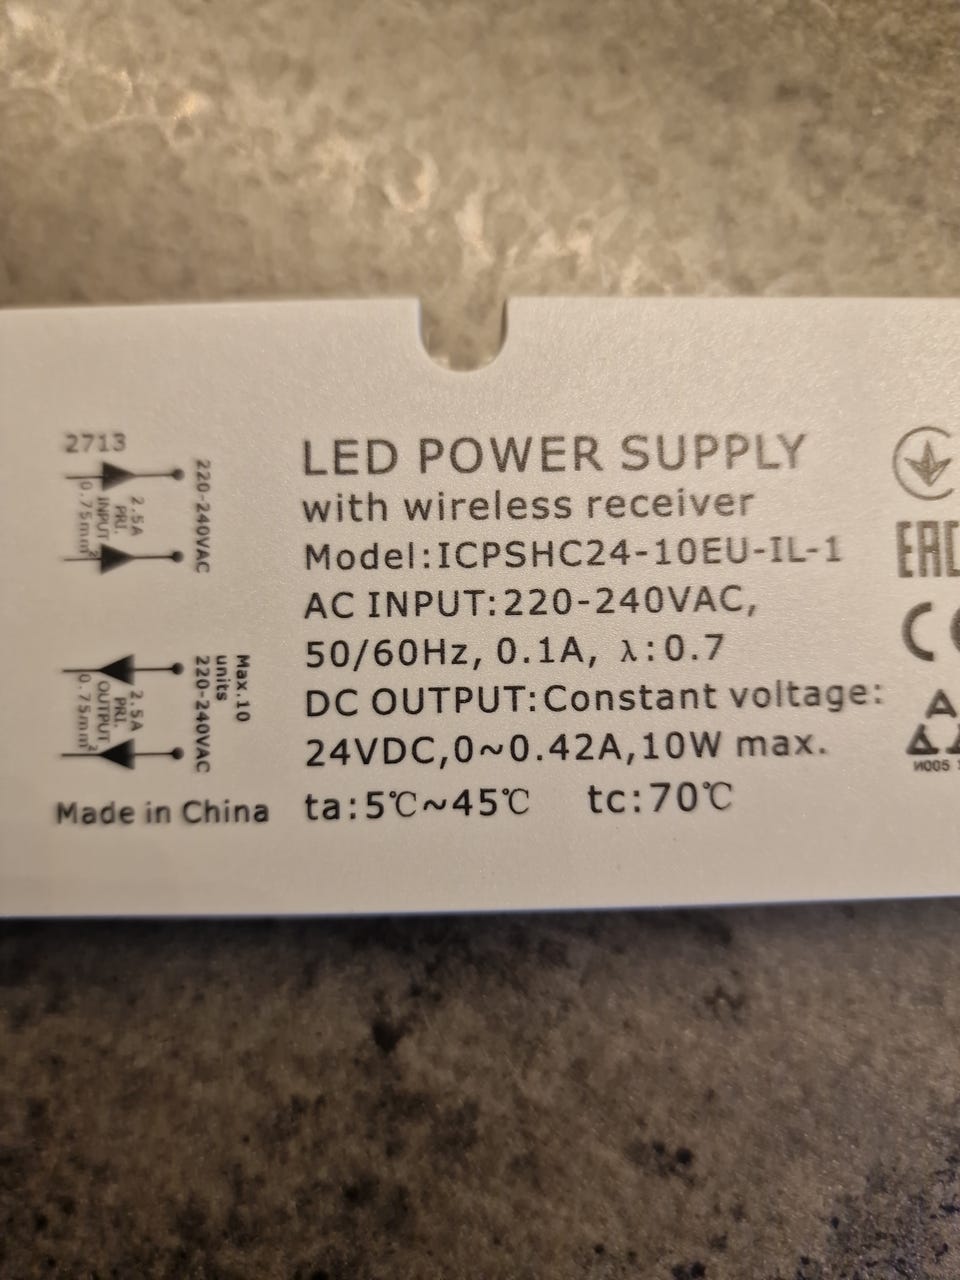 2713
220-240VAC
2.5A
PRI.
INPUT
0.75mm²
Max.10
units
220-240VAC
2.5A
PRI.
OUTPUT
0.75mm²
Made in China
LED POWER SUPPLY
with wireless receiver
Model:ICPSHC24-10EU-IL-1
AC INPUT:220-240VAC,
50/60Hz, 0.1A, λ:0.7
DC OUTPUT:Constant voltage:
24VDC,0~0.42A,10W max.
ta:5℃~45℃ tc:70℃
EAC
CE